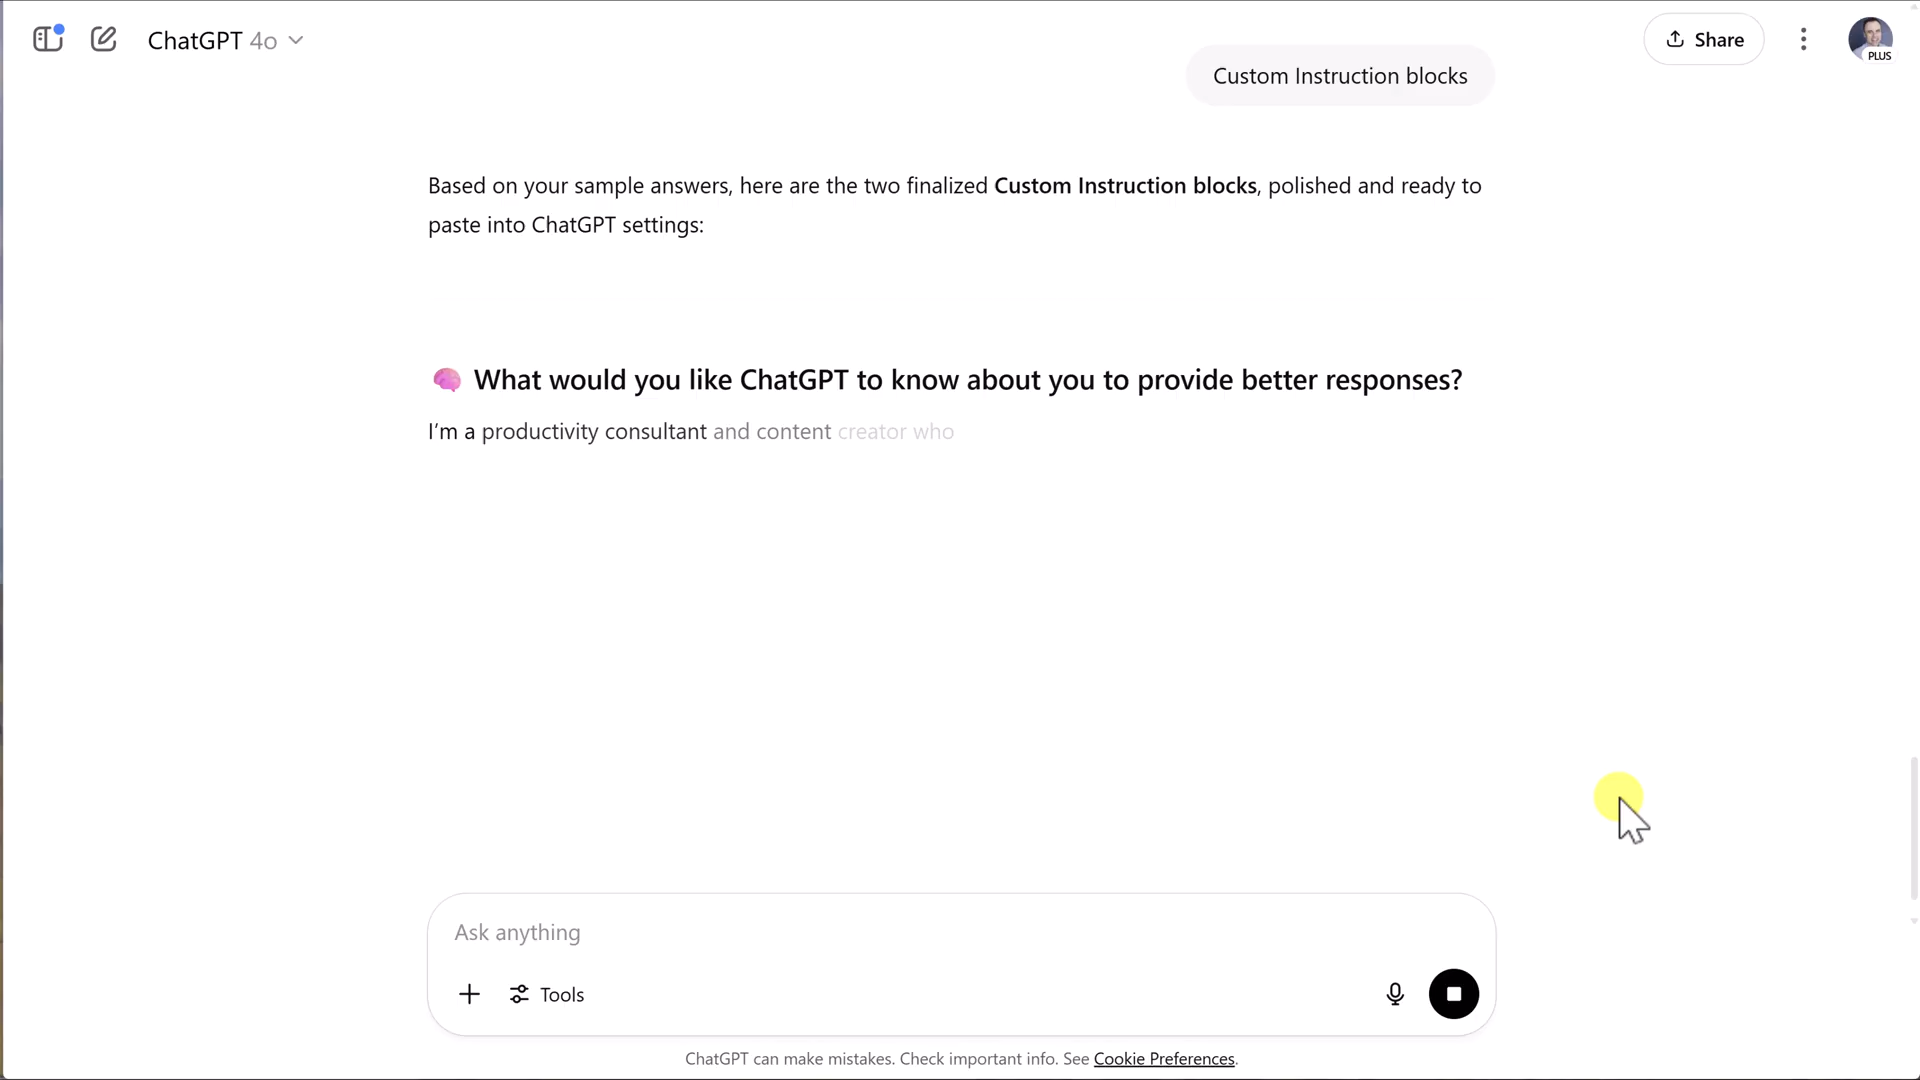 ChatGPT 4o
Share
PLUS
Custom Instruction blocks
Based on your sample answers, here are the two finalized Custom Instruction blocks, polished and ready to
paste into ChatGPT settings:
What would you like ChatGPT to know about you to provide better responses?
I’m a productivity consultant and content creator who
Ask anything
Tools
ChatGPT can make mistakes. Check important info. See Cookie Preferences.